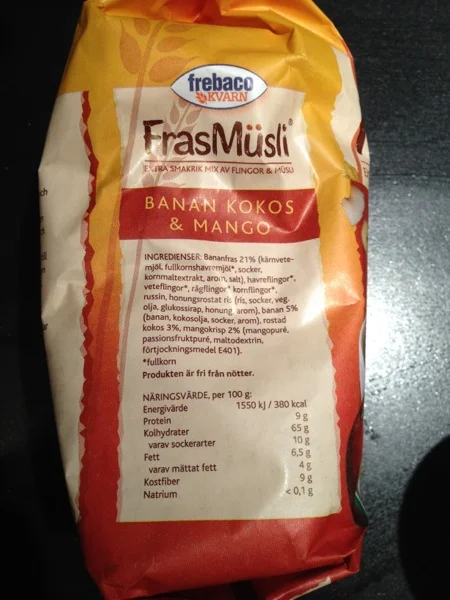 frebaco
KVARN
FrasMüsli®
EXTRA SMAKRIK MIX AV FLINGOR & MÜSLI
BANAN KOKOS
& MANGO
INGREDIENSER: Bananfras 21% (kärnvete-
mjöl, fullkornshavremjöl*, socker,
kornmaltextrakt, arom, salt), havreflingor*,
veteflingor*, rågflingor* kornflingor*,
russin, honungsrostat ris (ris, socker, veg.
olja, glukossirap, honung, arom), banan 5%
(banan, kokosolja, socker, arom), rostad
kokos 3%, mangokrisp 2% (mangopuré,
passionsfruktpuré, maltodextrin,
förtjockningsmedel E401).
*fullkorn
Produkten är fri från nötter.
NÄRINGSVÄRDE, per 100 g:
Energivärde 1550 kJ / 380 kcal
Protein 9 g
Kolhydrater 65 g
varav sockerarter 10 g
Fett 6,5 g
varav mättat fett 4 g
Kostfiber 9 g
Natrium < 0,1 g